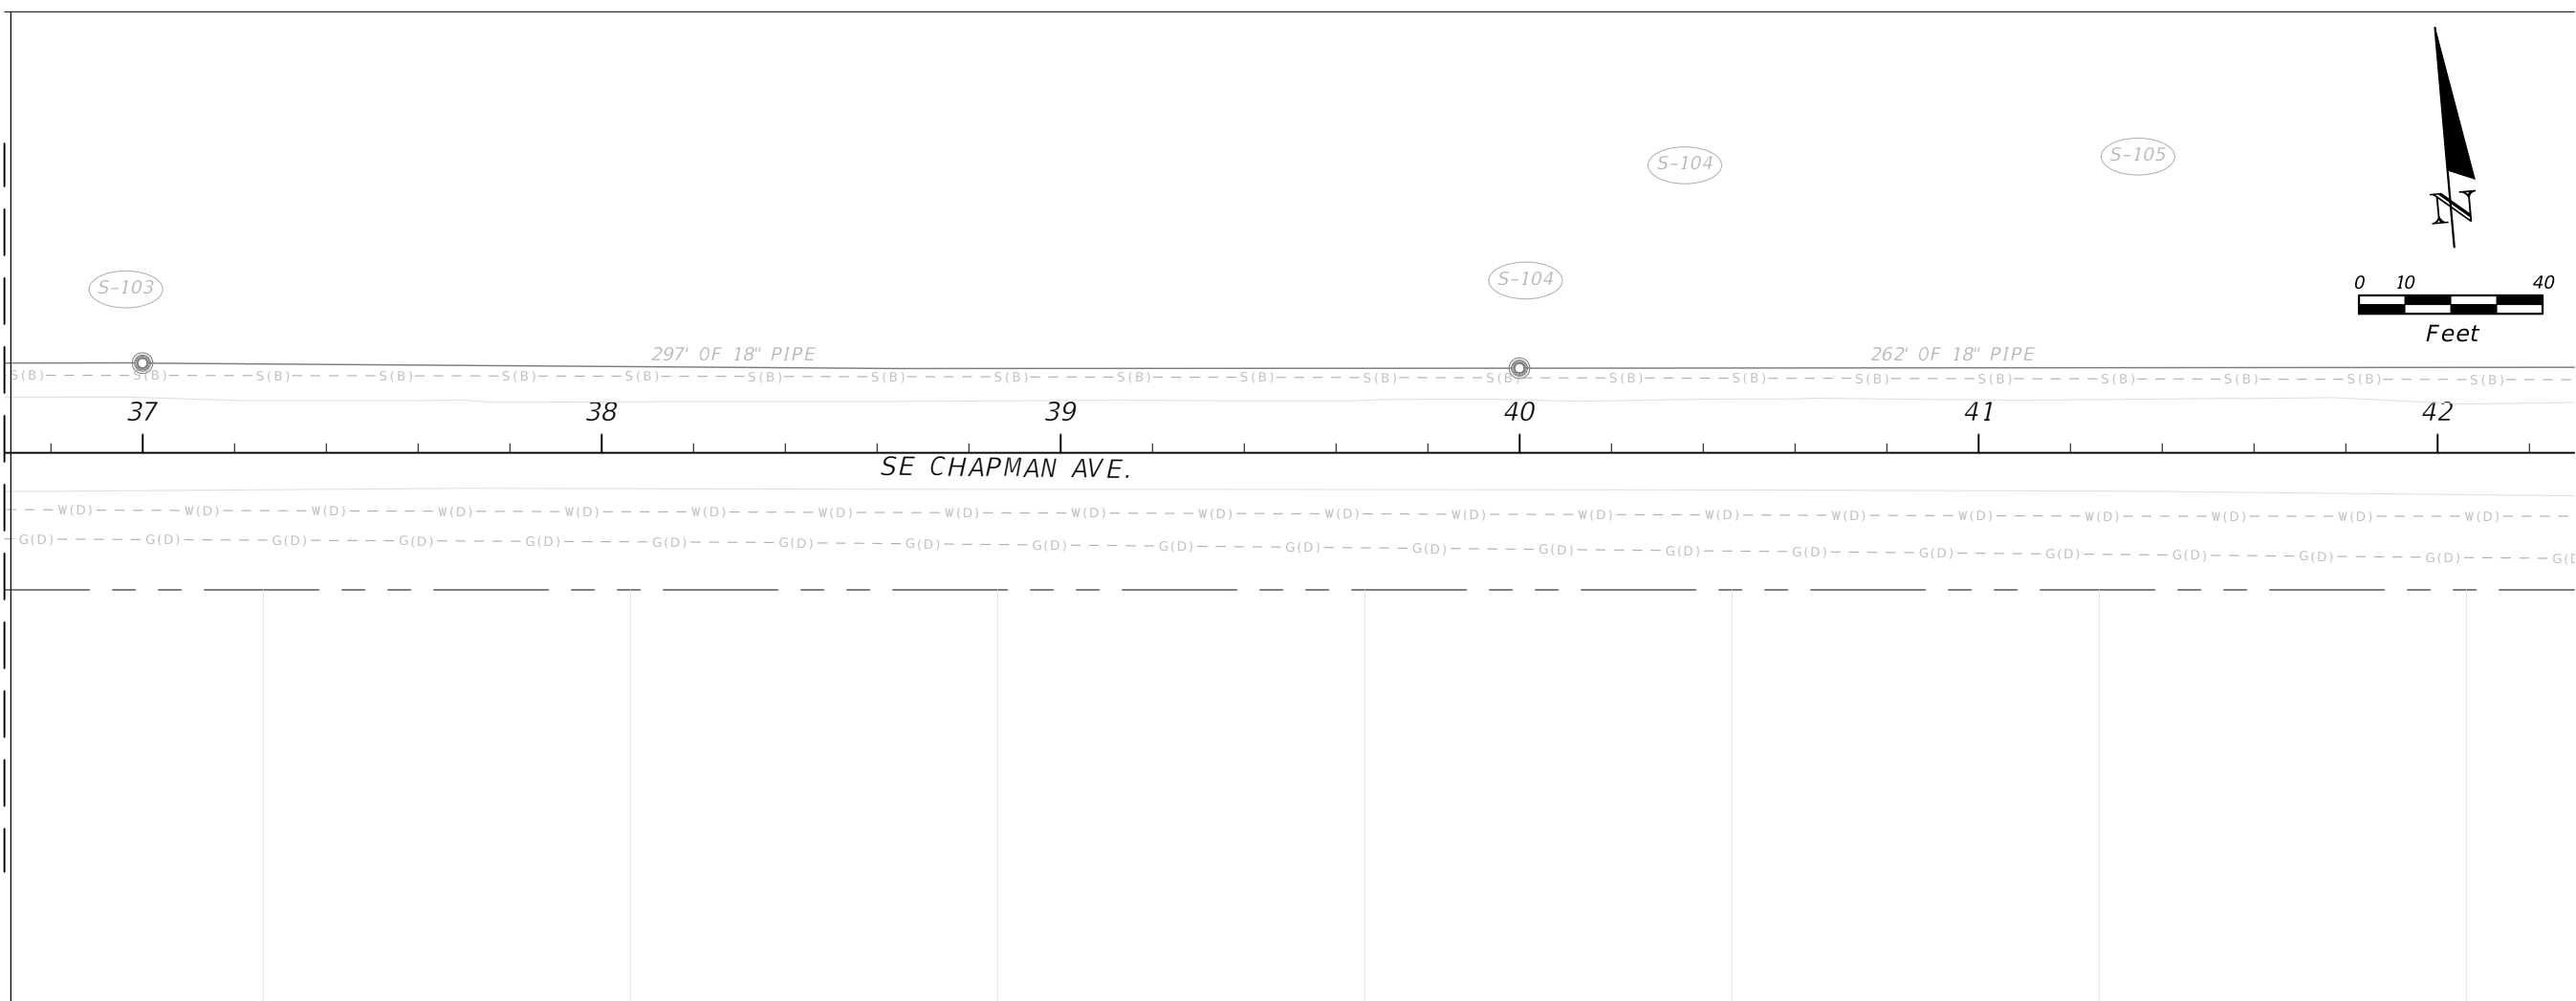 S-104
S-105
N
S-103
S-104
0 10 40
Feet
297' OF 18" PIPE
262' OF 18" PIPE
S(B) S(B) S(B) S(B) S(B) S(B) S(B) S(B) S(B) S(B) S(B) S(B) S(B) S(B) S(B) S(B) S(B) S(B) S(B) S(B) S(B)
37 38 39 40 41 42
SE CHAPMAN AVE.
W(D) W(D) W(D) W(D) W(D) W(D) W(D) W(D) W(D) W(D) W(D) W(D) W(D) W(D) W(D) W(D) W(D) W(D) W(D) W(D)
G(D) G(D) G(D) G(D) G(D) G(D) G(D) G(D) G(D) G(D) G(D) G(D) G(D) G(D) G(D) G(D) G(D) G(D) G(D) G(D)